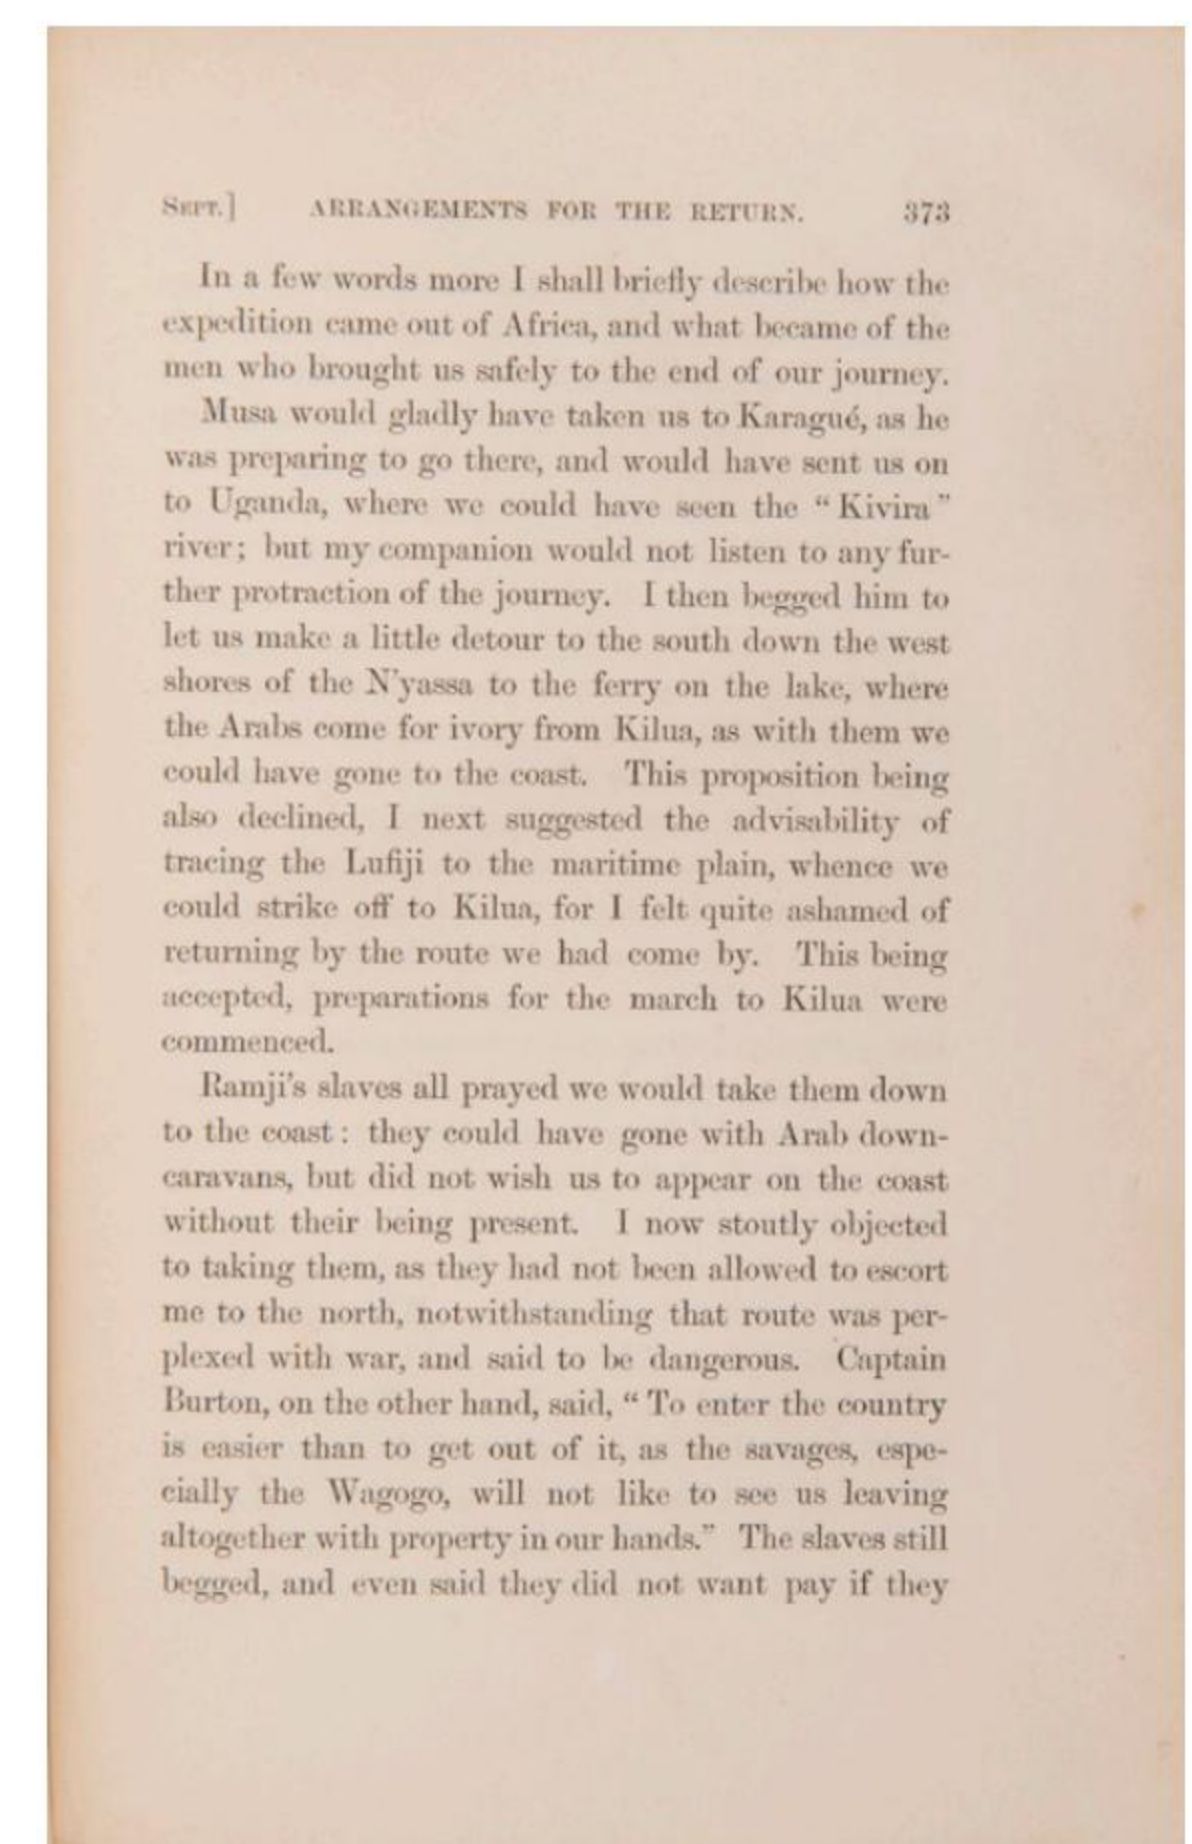 SEPT.] ARRANGEMENTS FOR THE RETURN. 373
In a few words more I shall briefly describe how the
expedition came out of Africa, and what became of the
men who brought us safely to the end of our journey.
Musa would gladly have taken us to Karagué, as he
was preparing to go there, and would have sent us on
to Uganda, where we could have seen the “Kivira”
river; but my companion would not listen to any fur-
ther protraction of the journey. I then begged him to
let us make a little detour to the south down the west
shores of the N'yassa to the ferry on the lake, where
the Arabs come for ivory from Kilua, as with them we
could have gone to the coast. This proposition being
also declined, I next suggested the advisability of
tracing the Lufiji to the maritime plain, whence we
could strike off to Kilua, for I felt quite ashamed of
returning by the route we had come by. This being
accepted, preparations for the march to Kilua were
commenced.
Ramji's slaves all prayed we would take them down
to the coast: they could have gone with Arab down-
caravans, but did not wish us to appear on the coast
without their being present. I now stoutly objected
to taking them, as they had not been allowed to escort
me to the north, notwithstanding that route was per-
plexed with war, and said to be dangerous. Captain
Burton, on the other hand, said, “To enter the country
is easier than to get out of it, as the savages, espe-
cially the Wagogo, will not like to see us leaving
altogether with property in our hands.” The slaves still
begged, and even said they did not want pay if they